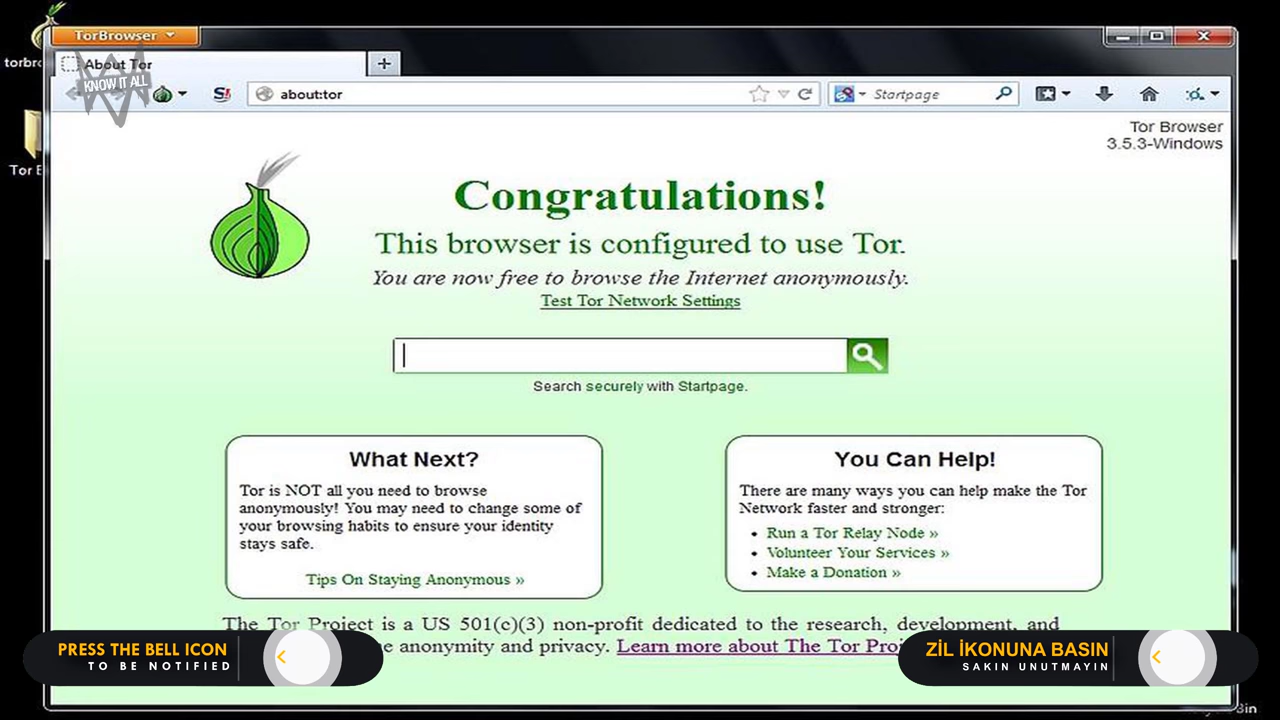 TorBrowser
torbr
About Tor
KNOW IT ALL
about:tor
Startpage
Tor Browser
3.5.3-Windows
Tor
Congratulations!
This browser is configured to use Tor.
You are now free to browse the Internet anonymously.
Test Tor Network Settings
Search securely with Startpage.
What Next?
Tor is NOT all you need to browse
anonymously! You may need to change some of
your browsing habits to ensure your identity
stays safe.
Tips On Staying Anonymous »
You Can Help!
There are many ways you can help make the Tor
Network faster and stronger:
• Run a Tor Relay Node »
• Volunteer Your Services »
• Make a Donation »
The Tor Project is a US 501(c)(3) non-profit dedicated to the research, development, and
e anonymity and privacy. Learn more about The Tor Proj
PRESS THE BELL ICON
TO BE NOTIFIED
ZİL İKONUNA BASIN
SAKIN UNUTMAYIN